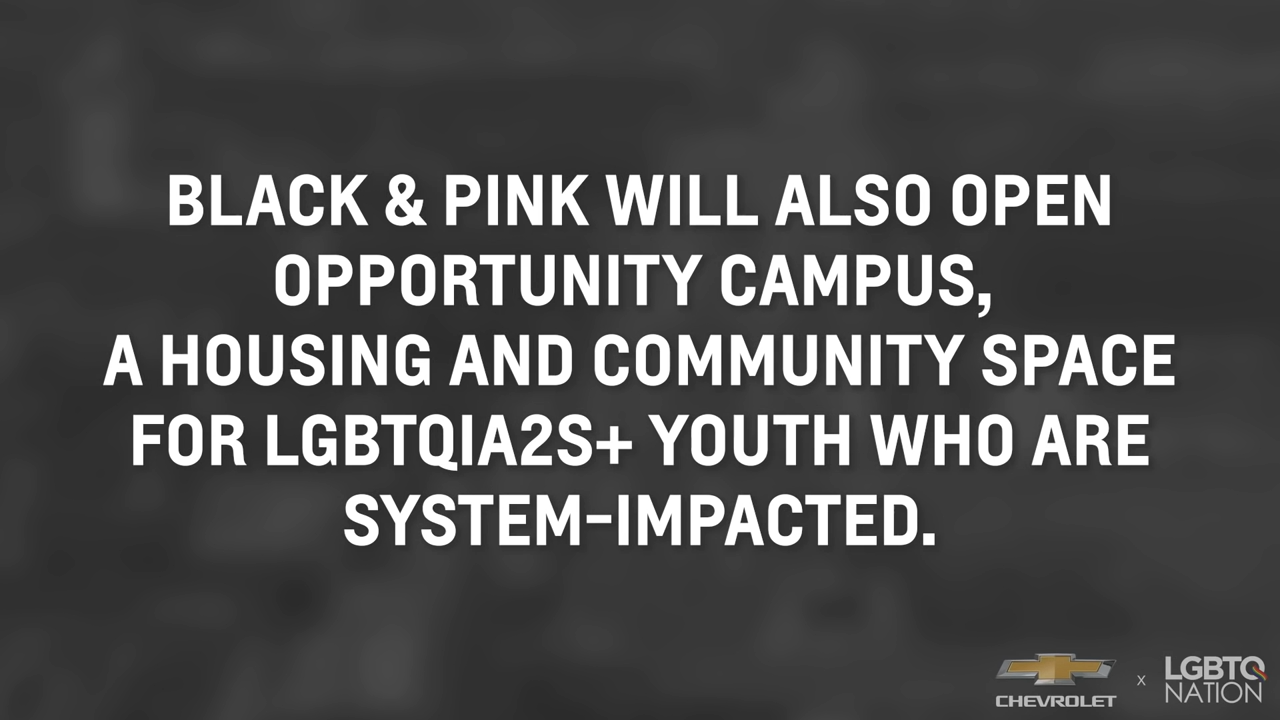 BLACK & PINK WILL ALSO OPEN
OPPORTUNITY CAMPUS,
A HOUSING AND COMMUNITY SPACE
FOR LGBTQIA2S+ YOUTH WHO ARE
SYSTEM-IMPACTED.
CHEVROLET x LGBTQ
NATION